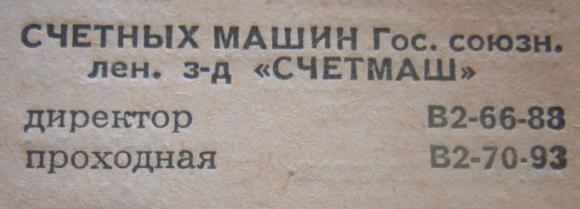 СЧЕТНЫХ МАШИН Гос. союзн.
лен. з-д «СЧЕТМАШ»
директор В2-66-88
проходная В2-70-93